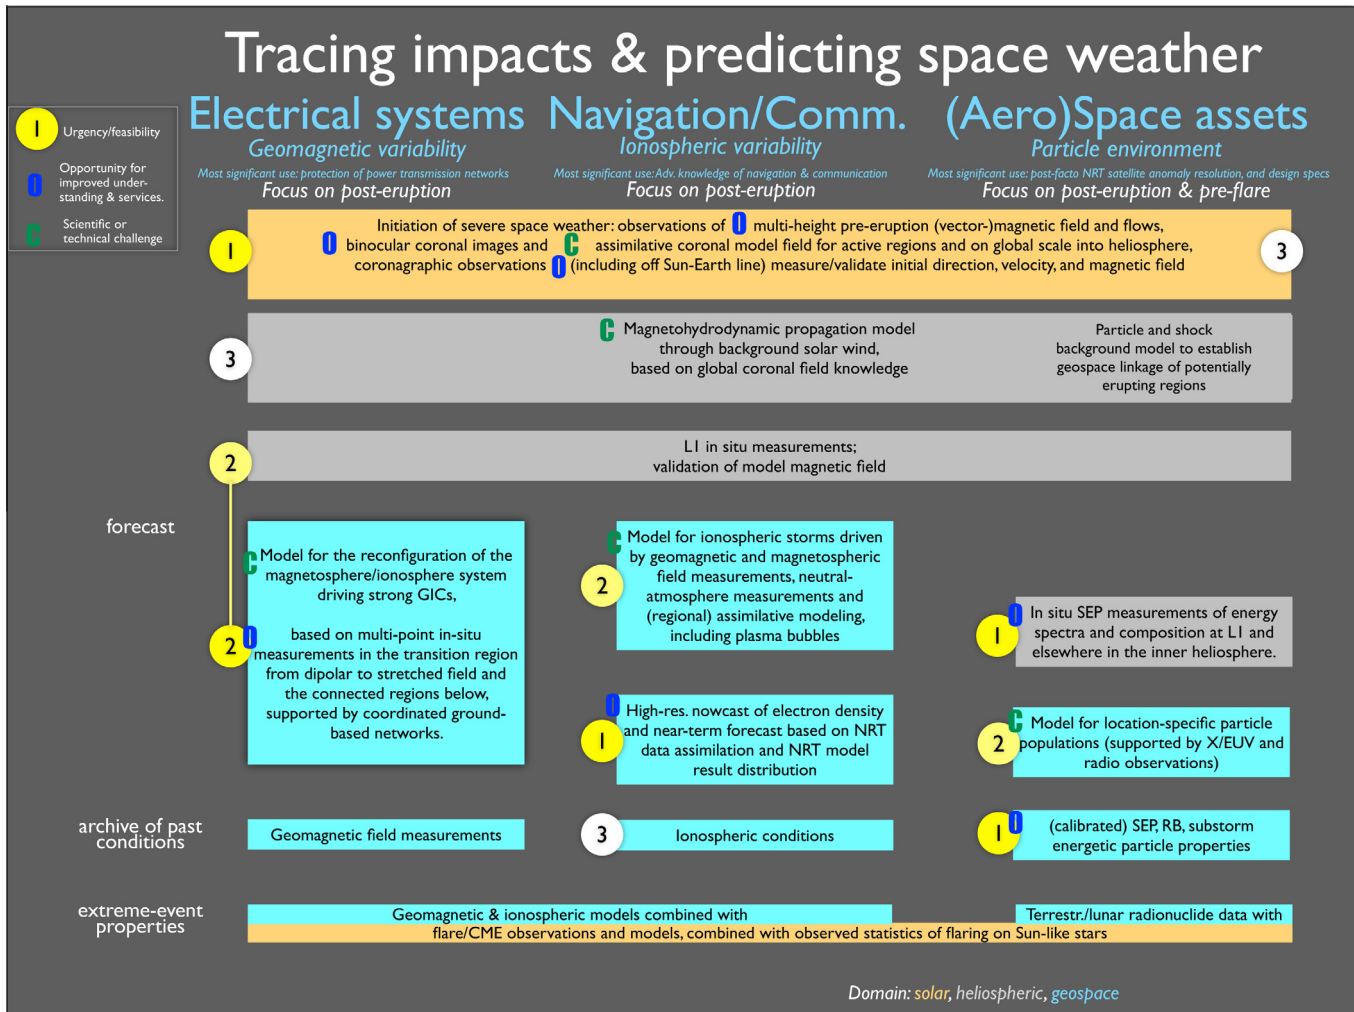 Tracing impacts & predicting space weather
Electrical systems
Geomagnetic variability
Most significant use: protection of power transmission networks
Focus on post-eruption
Navigation/Comm.
Ionospheric variability
Most significant use: Adv. knowledge of navigation & communication
Focus on post-eruption
(Aero)Space assets
Particle environment
Most significant use: post-facto NRT satellite anomaly resolution, and design specs
Focus on post-eruption & pre-flare
1 Urgency/feasibility
O Opportunity for
improved under-
standing & services.
C Scientific or
technical challenge
1
Initiation of severe space weather: observations of O multi-height pre-eruption (vector-)magnetic field and flows,
O binocular coronal images and C assimilative coronal model field for active regions and on global scale into heliosphere,
coronagraphic observations O (including off Sun-Earth line) measure/validate initial direction, velocity, and magnetic field
3
3
C Magnetohydrodynamic propagation model
through background solar wind,
based on global coronal field knowledge
Particle and shock
background model to establish
geospace linkage of potentially
erupting regions
2
L1 in situ measurements;
validation of model magnetic field
forecast
C Model for the reconfiguration of the
magnetosphere/ionosphere system
driving strong GICs,
2 O
based on multi-point in-situ
measurements in the transition region
from dipolar to stretched field and
the connected regions below,
supported by coordinated ground-
based networks.
C Model for ionospheric storms driven
by geomagnetic and magnetospheric
field measurements, neutral-
atmosphere measurements and
(regional) assimilative modeling,
including plasma bubbles
2
O High-res. nowcast of electron density
and near-term forecast based on NRT
data assimilation and NRT model
result distribution
1
O In situ SEP measurements of energy
spectra and composition at L1 and
elsewhere in the inner heliosphere.
1
C Model for location-specific particle
populations (supported by X/EUV and
radio observations)
2
archive of past
conditions
Geomagnetic field measurements
3 Ionospheric conditions
1 O (calibrated) SEP, RB, substorm
energetic particle properties
extreme-event
properties
Geomagnetic & ionospheric models combined with
Terrestr./lunar radionuclide data with
flare/CME observations and models, combined with observed statistics of flaring on Sun-like stars
Domain: solar, heliospheric, geospace